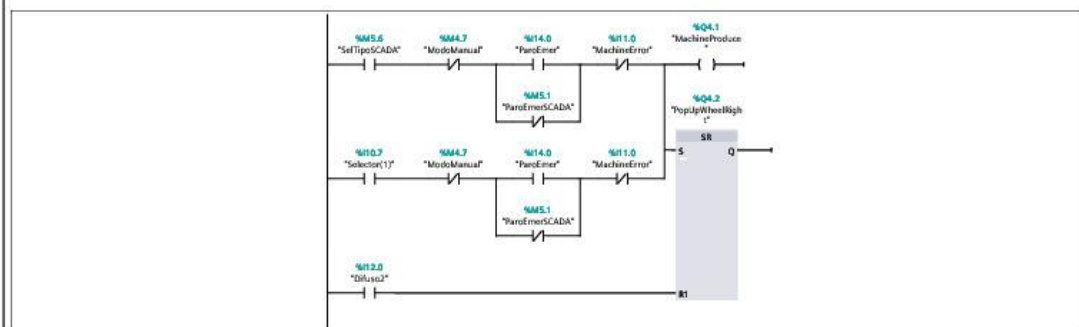 %M5.6 %M4.7 %I14.0 %I11.0 %Q4.1
"SelTipoSCADA" "ModoManual" "ParoEmer" "MachineError" "MachineProduce
"
%M5.1
"ParoEmerSCADA"
%Q4.2
"PopUpWheelRigh
t"
SR
S Q
%I10.7 %M4.7 %I14.0 %I11.0
"Selector(1)" "ModoManual" "ParoEmer" "MachineError"
%M5.1
"ParoEmerSCADA"
%I12.0
"Difuso2"
R1